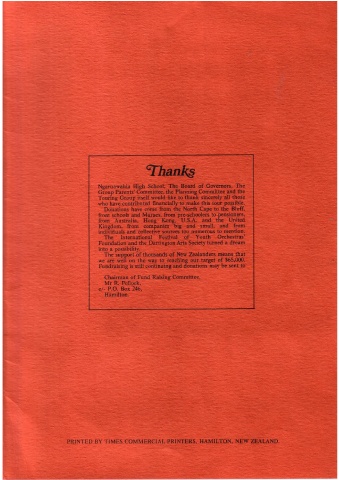 Thanks
Ngaruawahia High School, The Board of Governors, The
Group Parents' Committee, the Planning Committee and the
Touring Group itself would like to thank sincerely all those
who have contributed financially to make this tour possible.
Donations have come from the North Cape to the Bluff,
from schools and Maraes, from pre-schoolers to pensioners,
from Australia, Hong Kong, U.S.A., and the United
Kingdom, from companies big and small, and from
individuals and collective sources too numerous to mention.
The International Festival of Youth Orchestras'
Foundation and the Darrington Arts Society turned a dream
into a possibility.
The support of thousands of New Zealanders means that
we are well on the way to reaching our target of $65,000.
Fundraising is still continuing and donations may be sent to
Chairman of Fund Raising Committee,
Mr R. Pollock,
c/- P.O. Box 246,
Hamilton.
PRINTED BY TIMES COMMERCIAL PRINTERS, HAMILTON, NEW ZEALAND.